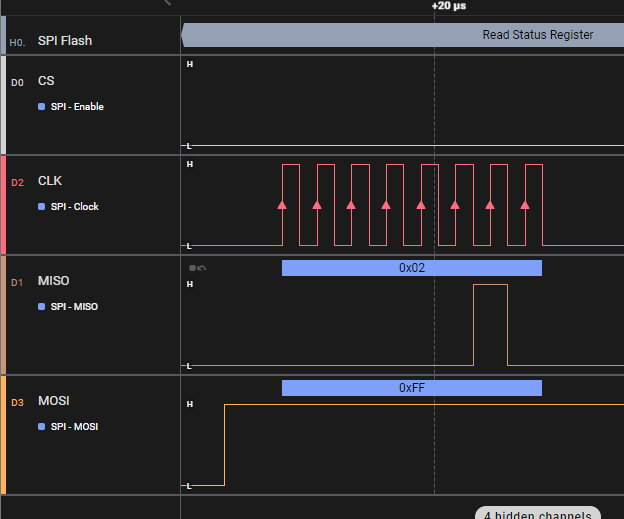 +20 µs
H0. SPI Flash
Read Status Register
D0 CS
SPI - Enable
H
L
D2 CLK
SPI - Clock
H
L
D1 MISO
SPI - MISO
0x02
H
L
D3 MOSI
SPI - MOSI
0xFF
H
L
4 hidden channels